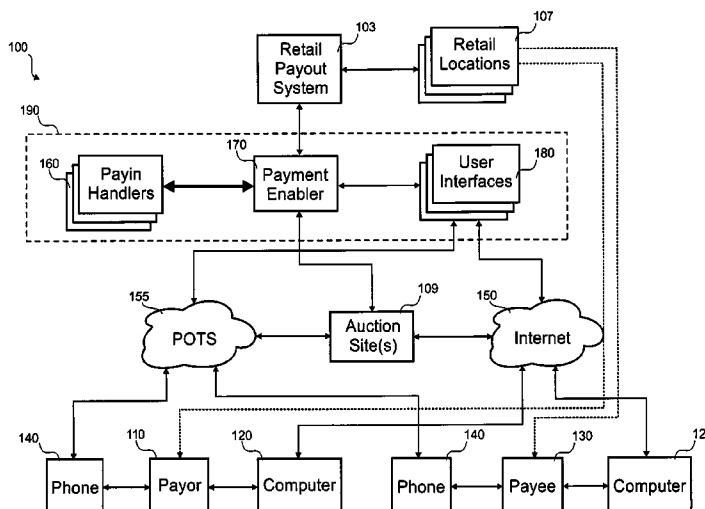 103
107
100
Retail
Payout
System
Retail
Locations
190
160
Payin
Handlers
170
Payment
Enabler
User
Interfaces
180
155
POTS
109
Auction
Site(s)
150
Internet
140
Phone
110
Payor
120
Computer
140
Phone
130
Payee
Computer